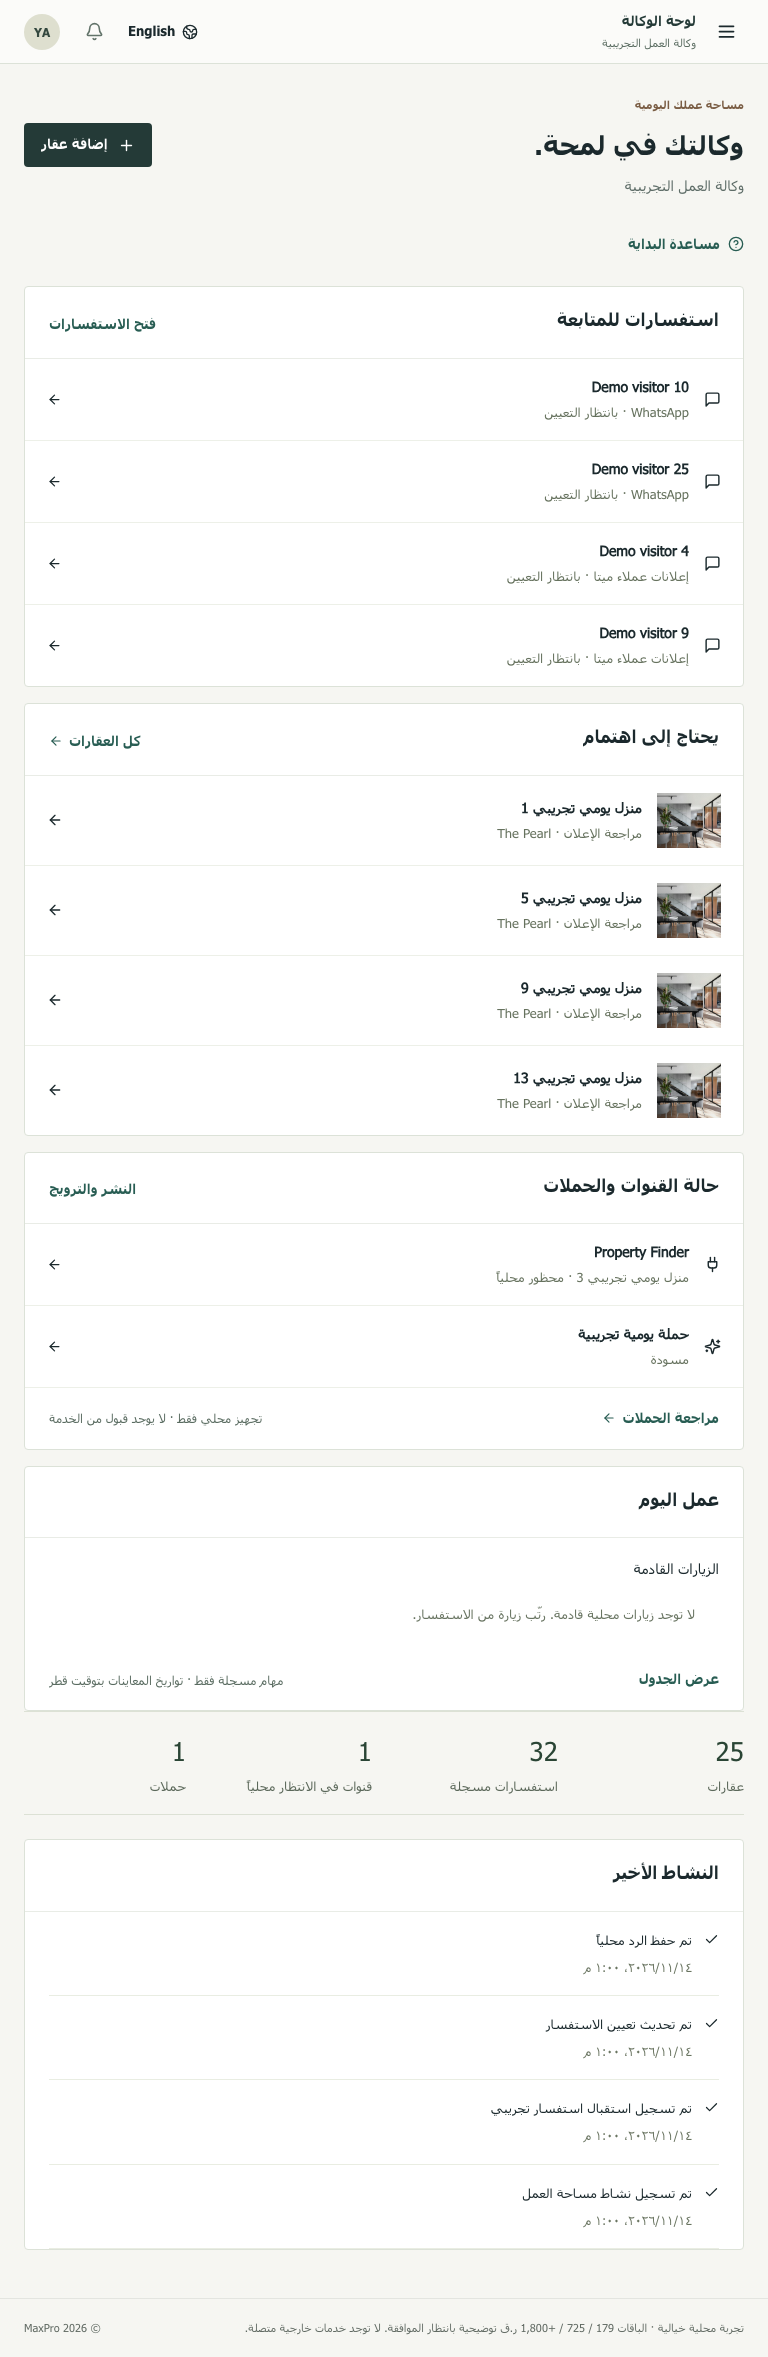 لوحة الوكالة
وكالة العمل التجريبية
English
YA
مساحة عملك اليومية
وكالتك في لمحة.
وكالة العمل التجريبية
إضافة عقار
مساعدة البداية
استفسارات للمتابعة
فتح الاستفسارات
Demo visitor 10
WhatsApp · بانتظار التعيين
Demo visitor 25
WhatsApp · بانتظار التعيين
Demo visitor 4
إعلانات عملاء ميتا · بانتظار التعيين
Demo visitor 9
إعلانات عملاء ميتا · بانتظار التعيين
يحتاج إلى اهتمام
كل العقارات
منزل يومي تجريبي 1
مراجعة الإعلان · The Pearl
منزل يومي تجريبي 5
مراجعة الإعلان · The Pearl
منزل يومي تجريبي 9
مراجعة الإعلان · The Pearl
منزل يومي تجريبي 13
مراجعة الإعلان · The Pearl
حالة القنوات والحملات
النشر والترويج
Property Finder
منزل يومي تجريبي 3 · محظور محلياً
حملة يومية تجريبية
مسودة
مراجعة الحملات
تجهيز محلي فقط · لا يوجد قبول من الخدمة
عمل اليوم
الزيارات القادمة
لا توجد زيارات محلية قادمة. رتّب زيارة من الاستفسار.
عرض الجدول
مهام مسجلة فقط · تواريخ المعاينات بتوقيت قطر
25
عقارات
32
استفسارات مسجلة
1
قنوات في الانتظار محلياً
1
حملات
النشاط الأخير
تم حفظ الرد محلياً
٢٠٢٦/١١/١٤، ١:٠٠ م
تم تحديث تعيين الاستفسار
٢٠٢٦/١١/١٤، ١:٠٠ م
تم تسجيل استقبال استفسار تجريبي
٢٠٢٦/١١/١٤، ١:٠٠ م
تم تسجيل نشاط مساحة العمل
٢٠٢٦/١١/١٤، ١:٠٠ م
تجربة محلية خيالية · الباقات 179 / 725 / +1,800 ر.ق توضيحية بانتظار الموافقة. لا توجد خدمات خارجية متصلة.
© 2026 MaxPro